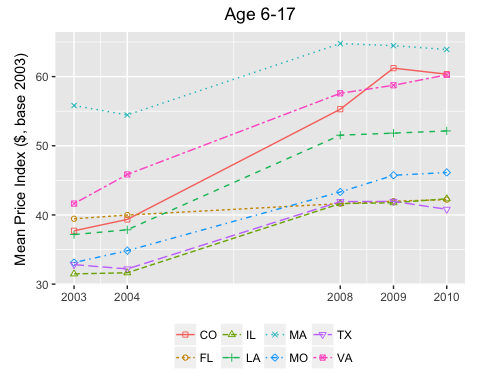 Age 6-17
Mean Price Index ($, base 2003)
60
50
40
30
2003 2004 2008 2009 2010
CO IL MA TX
FL LA MO VA